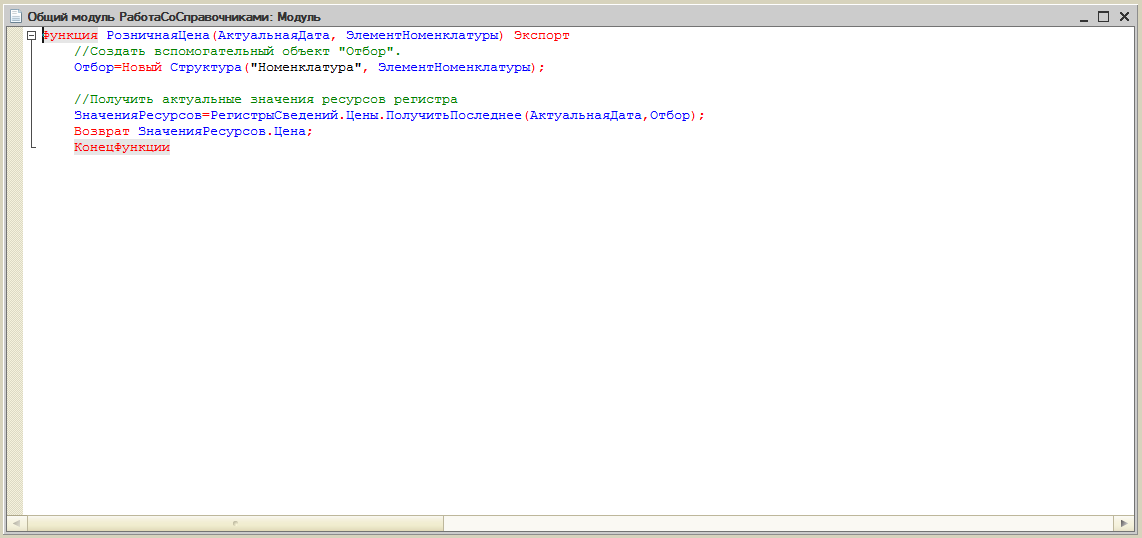 Общий модуль РаботаСоСправочниками: Модуль
Функция РозничнаяЦена(АктуальнаяДата, ЭлементНоменклатуры) Экспорт
//Создать вспомогательный объект "Отбор".
Отбор=Новый Структура("Номенклатура", ЭлементНоменклатуры);
//Получить актуальные значения ресурсов регистра
ЗначенияРесурсов=РегистрыСведений.Цены.ПолучитьПоследнее(АктуальнаяДата,Отбор);
Возврат ЗначенияРесурсов.Цена;
КонецФункции